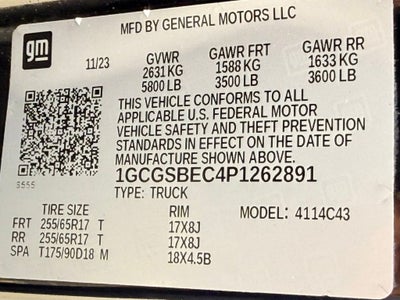 MFD BY GENERAL MOTORS LLC
gm
11/23 GVWR GAWR FRT GAWR RR
2631 KG 1588 KG 1633 KG
5800 LB 3500 LB 3600 LB
THIS VEHICLE CONFORMS TO ALL
APPLICABLE U.S. FEDERAL MOTOR
VEHICLE SAFETY AND THEFT PREVENTION
STANDARDS IN EFFECT ON THE DATE OF
MANUFACTURE SHOWN ABOVE.
1GCGSBEC4P1262891
S555
TYPE: TRUCK
TIRE SIZE RIM MODEL: 4114C43
FRT 255/65R17 T 17X8J
RR 255/65R17 T 17X8J
SPA T175/90D18 M 18X4.5B